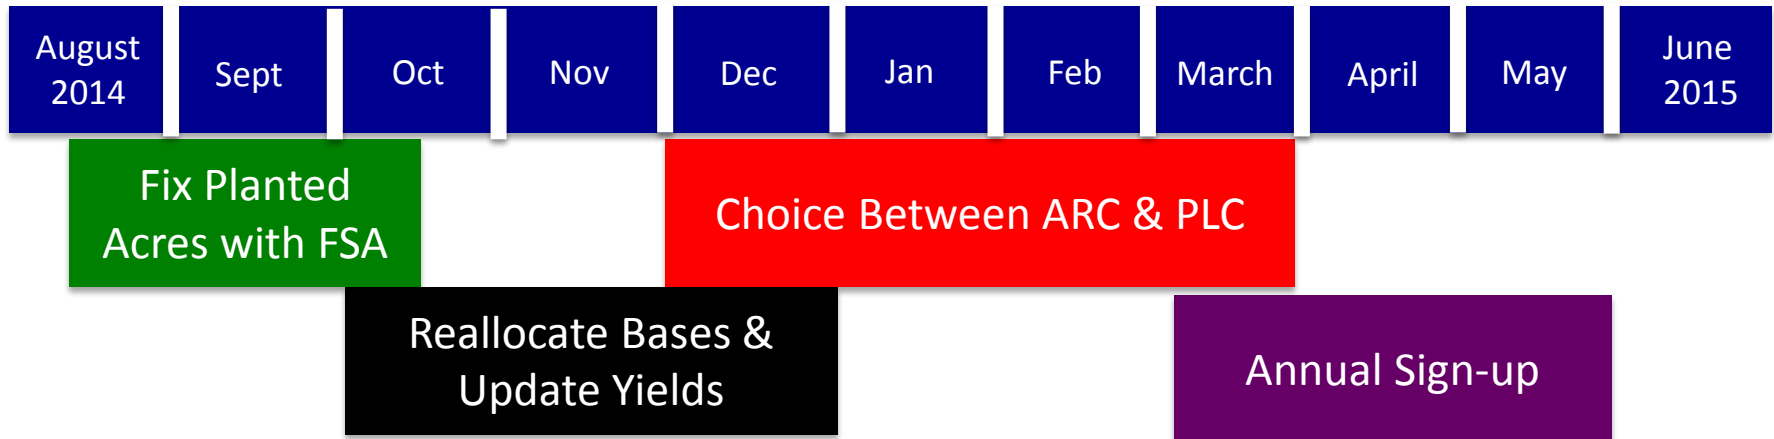 August
2014
Sept
Oct
Nov
Dec
Jan
Feb
March
April
May
June
2015
Fix Planted
Acres with FSA
Choice Between ARC & PLC
Reallocate Bases &
Update Yields
Annual Sign-up